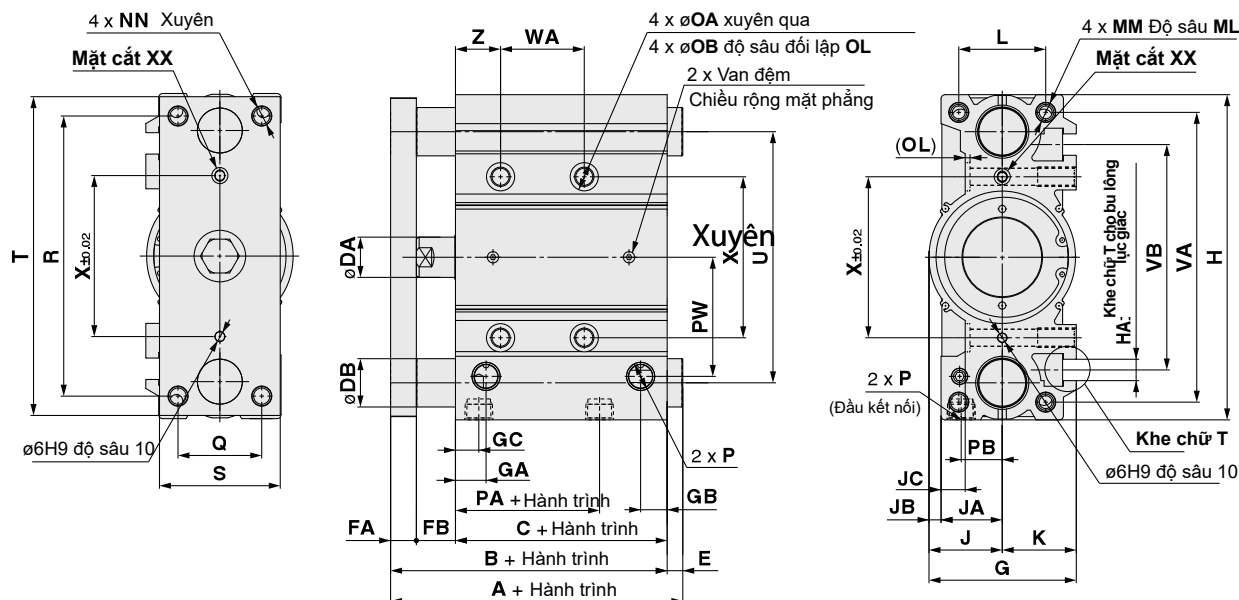 4 x NN Xuyên
Mặt cắt XX
T
R
X±0.02
ø6H9 độ sâu 10
Q
S
Z
WA
4 x øOA xuyên qua
4 x øOB độ sâu đối lập OL
2 x Van đệm
Chiều rộng mặt phẳng
Xuyên
øDA
øDB
PW
X
U
GC
GA
2 x P
PA + Hành trình
GB
FA
FB
C + Hành trình
B + Hành trình
E
A + Hành trình
L
4 x MM Độ sâu ML
Mặt cắt XX
(OL)
X±0.02
Khe chữ T cho bu lông
lục giác
HA:
VB
VA
H
2 x P
(Đầu kết nối)
PB
Khe chữ T
ø6H9 độ sâu 10
JC
JB
JA
J
K
G